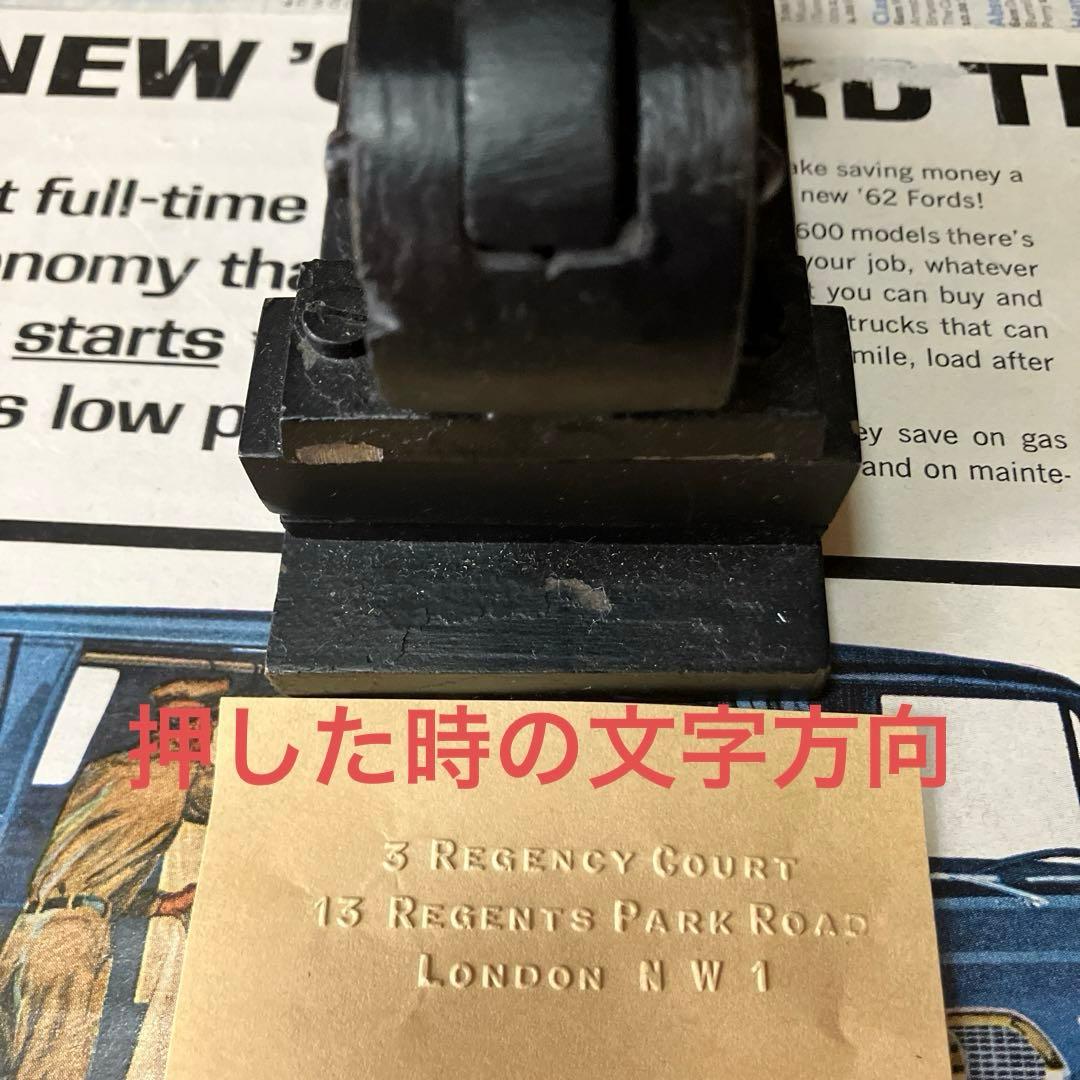 NEW
t full-time
onomy
starts
s low
ake saving money a
new '62 Fords!
600 models there's
your job, whatever
you can buy and
trucks that can
mile, load after
ey save on gas
and on mainte-
押した時の文字方向
3 REGENCY COURT
13 REGENTS PARK ROAD
LONDON N W 1